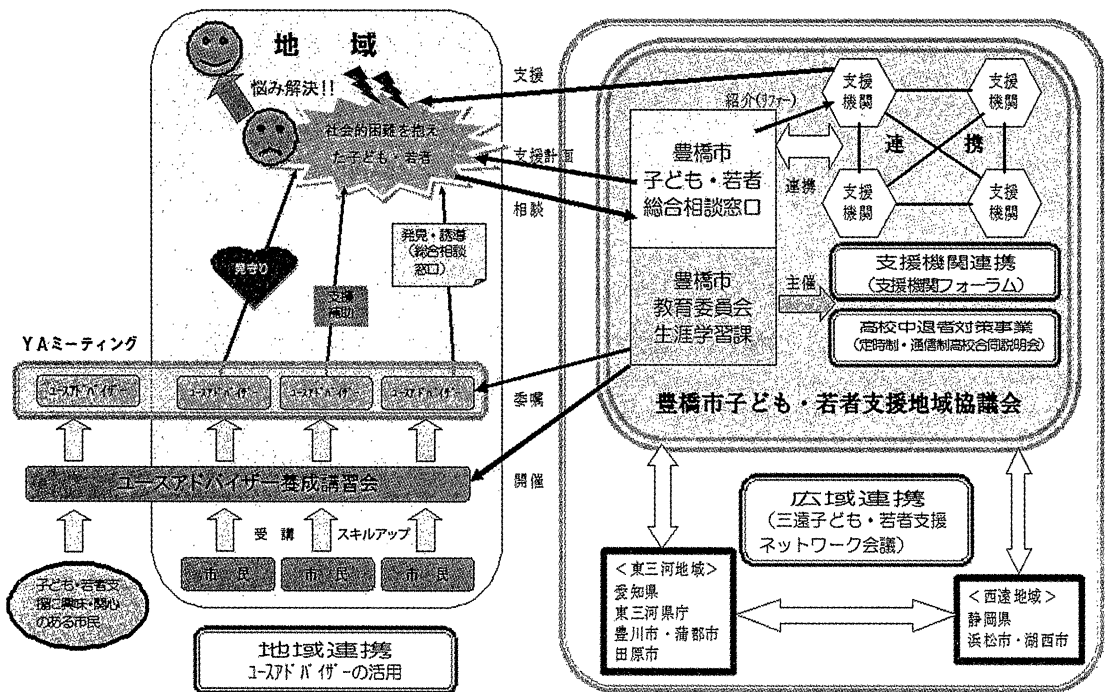 地域
悩み解決!!
社会的困難を抱え
た子ども・若者
支援
紹介(リファー)
支援計画
相談
豊橋市
子ども・若者
総合相談窓口
連携
支援
機関
支援
機関
連携
支援
機関
支援
機関
見守り
支援
補助
発見・誘導
(総合相談
窓口)
豊橋市
教育委員会
生涯学習課
主催
支援機関連携
(支援機関フォーラム)
高校中退者対策事業
(定時制・通信制高校合同説明会)
豊橋市子ども・若者支援地域協議会
YAミーティング
ユースアドバイザー
ユースアドバイザー
ユースアドバイザー
ユースアドバイザー
委嘱
ユースアドバイザー養成講習会
開催
受講
スキルアップ
市民
市民
市民
子ども・若者支
援に興味・関心
のある市民
地域連携
ユースアドバイザーの活用
広域連携
(三遠子ども・若者支援
ネットワーク会議)
<東三河地域>
愛知県
東三河県庁
豊川市・蒲郡市
田原市
<西遠地域>
静岡県
浜松市・湖西市